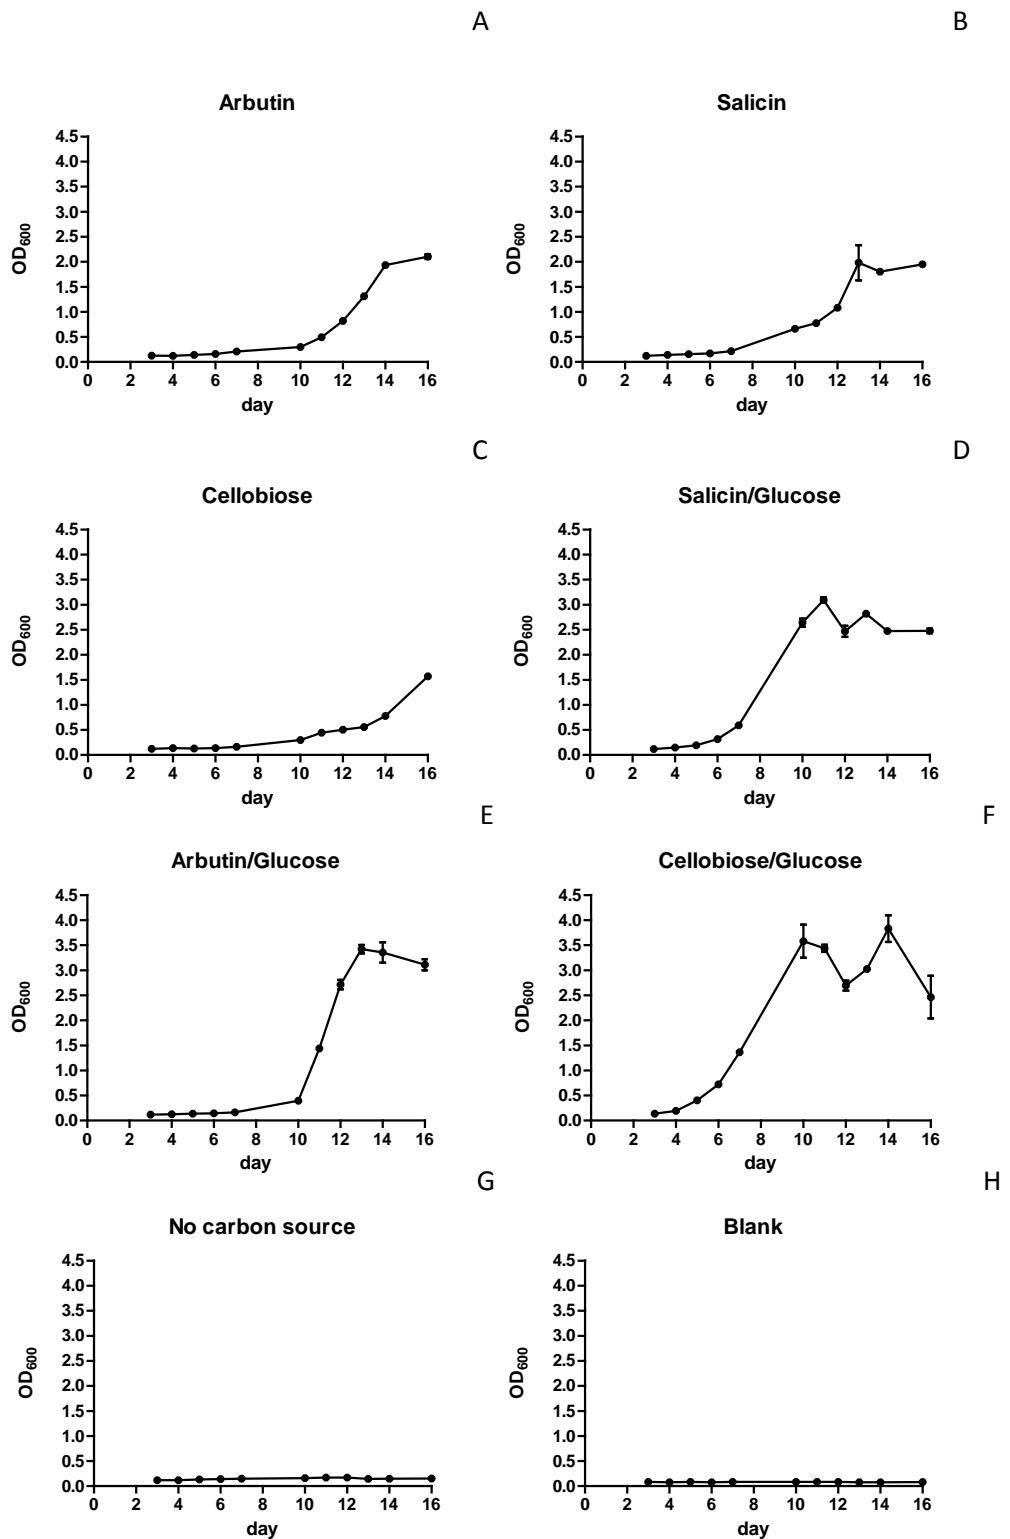 A
B
Arbutin
4.5
4.0
3.5
3.0
2.5
2.0
1.5
1.0
0.5
0.0
OD600
0 2 4 6 8 10 12 14 16
day
Salicin
4.5
4.0
3.5
3.0
2.5
2.0
1.5
1.0
0.5
0.0
OD600
0 2 4 6 8 10 12 14 16
day
C
D
Cellobiose
4.5
4.0
3.5
3.0
2.5
2.0
1.5
1.0
0.5
0.0
OD600
0 2 4 6 8 10 12 14 16
day
Salicin/Glucose
4.5
4.0
3.5
3.0
2.5
2.0
1.5
1.0
0.5
0.0
OD600
0 2 4 6 8 10 12 14 16
day
E
F
Arbutin/Glucose
4.5
4.0
3.5
3.0
2.5
2.0
1.5
1.0
0.5
0.0
OD600
0 2 4 6 8 10 12 14 16
day
Cellobiose/Glucose
4.5
4.0
3.5
3.0
2.5
2.0
1.5
1.0
0.5
0.0
OD600
0 2 4 6 8 10 12 14 16
day
G
H
No carbon source
4.5
4.0
3.5
3.0
2.5
2.0
1.5
1.0
0.5
0.0
OD600
0 2 4 6 8 10 12 14 16
day
Blank
4.5
4.0
3.5
3.0
2.5
2.0
1.5
1.0
0.5
0.0
OD600
0 2 4 6 8 10 12 14 16
day